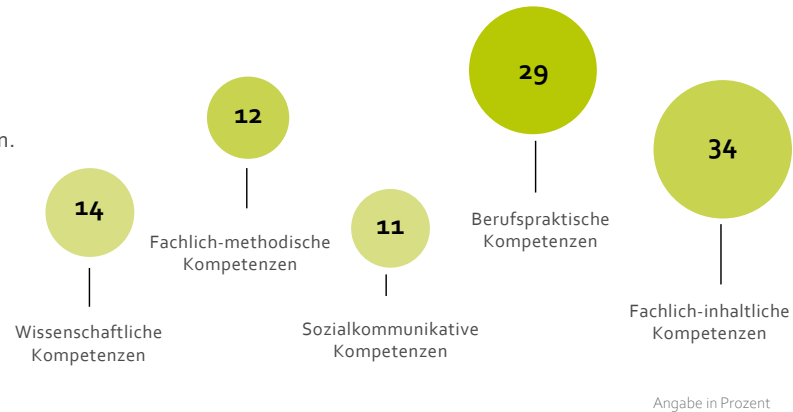 n.
14
Wissenschaftliche
Kompetenzen
12
Fachlich-methodische
Kompetenzen
11
Sozialkommunikative
Kompetenzen
29
Berufspraktische
Kompetenzen
34
Fachlich-inhaltliche
Kompetenzen
Angabe in Prozent